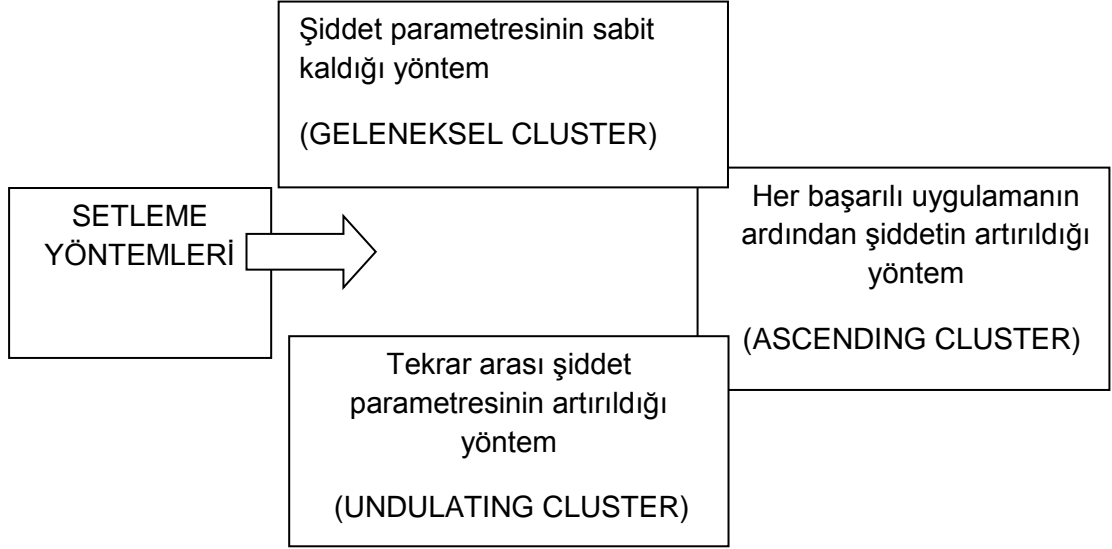 Şiddet parametresinin sabit
kaldığı yöntem
(GELENEKSEL CLUSTER)
SETLEME
YÖNTEMLERİ
Her başarılı uygulamanın
ardından şiddetin artırıldığı
yöntem
(ASCENDING CLUSTER)
Tekrar arası şiddet
parametresinin artırıldığı
yöntem
(UNDULATING CLUSTER)